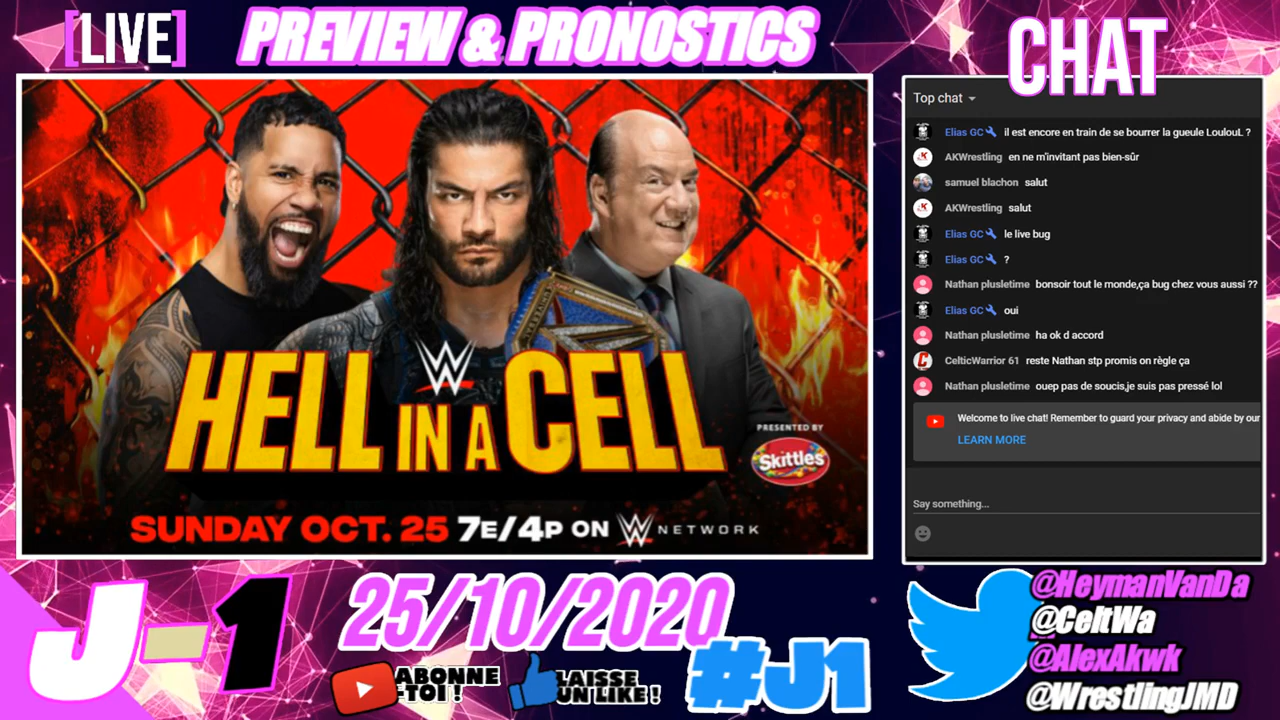 [LIVE]
PREVIEW & PRONOSTICS
CHAT
Top chat
Elias GC il est encore en train de se bourrer la gueule LoulouL ?
AKWrestling en ne m'invitant pas bien-sûr
samuel blachon salut
AKWrestling salut
Elias GC le live bug
Elias GC ?
Nathan plusletime bonsoir tout le monde,ça bug chez vous aussi ??
Elias GC oui
Nathan plusletime ha ok d accord
CelticWarrior 61 reste Nathan stp promis on règle ça
Nathan plusletime ouep pas de soucis,je suis pas pressé lol
Welcome to live chat! Remember to guard your privacy and abide by our
LEARN MORE
Say something...
W
HELL IN A CELL
PRESENTED BY
Skittles
SUNDAY OCT. 25 7E/4P ON W NETWORK
J-1
25/10/2020
ABONNE
-TOI !
LAISSE
UN LIKE !
#J1
@HeymanVanDa
@CeltWa
@AlexAkwk
@WrestlingJMD